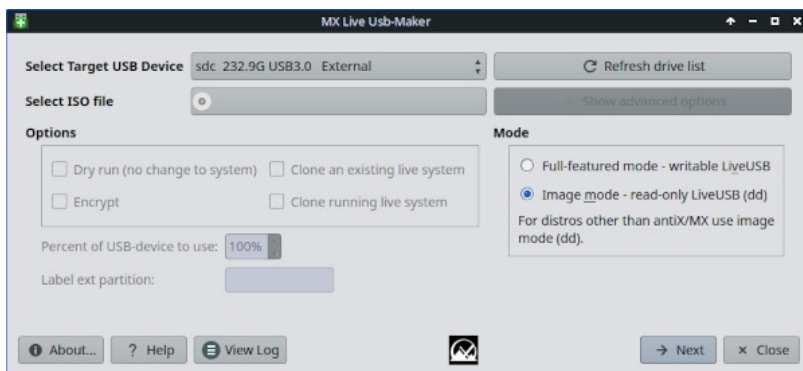 MX Live Usb-Maker
Select Target USB Device sdc 232.9G USB3.0 External Refresh drive list
Select ISO file Show advanced options
Options Mode
Dry run (no change to system) Clone an existing live system Full-featured mode - writable LiveUSB
Encrypt Clone running live system Image mode - read-only LiveUSB (dd)
For distros other than antiX/MX use image
mode (dd).
Percent of USB-device to use: 100%
Label ext partition:
About... ? Help View Log Next Close